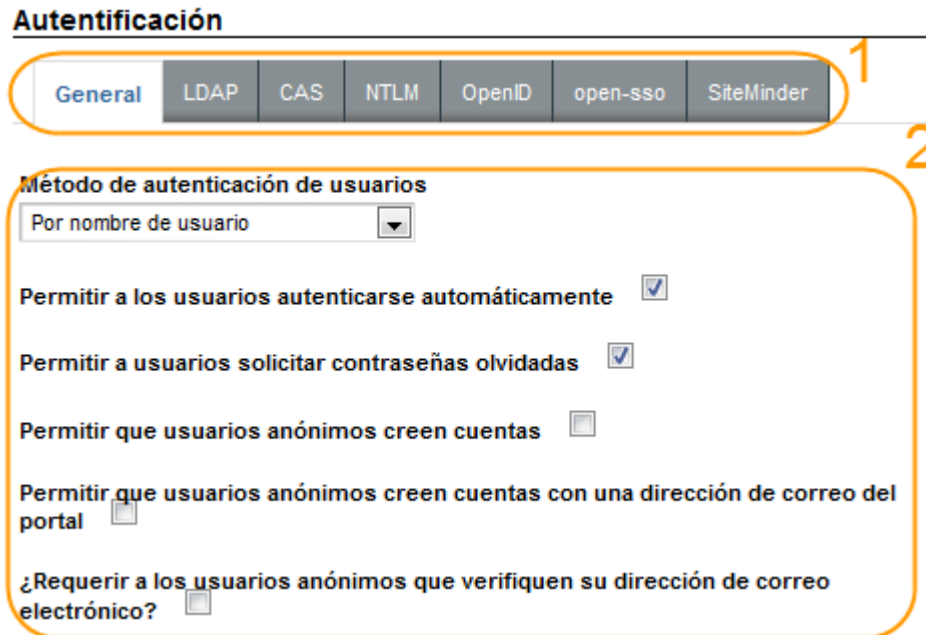 Autentificación
1
General LDAP CAS NTLM OpenID open-sso SiteMinder
2
Método de autenticación de usuarios
Por nombre de usuario
Permitir a los usuarios autenticarse automáticamente
Permitir a usuarios solicitar contraseñas olvidadas
Permitir que usuarios anónimos creen cuentas
Permitir que usuarios anónimos creen cuentas con una dirección de correo del
portal
¿Requerir a los usuarios anónimos que verifiquen su dirección de correo
electrónico?